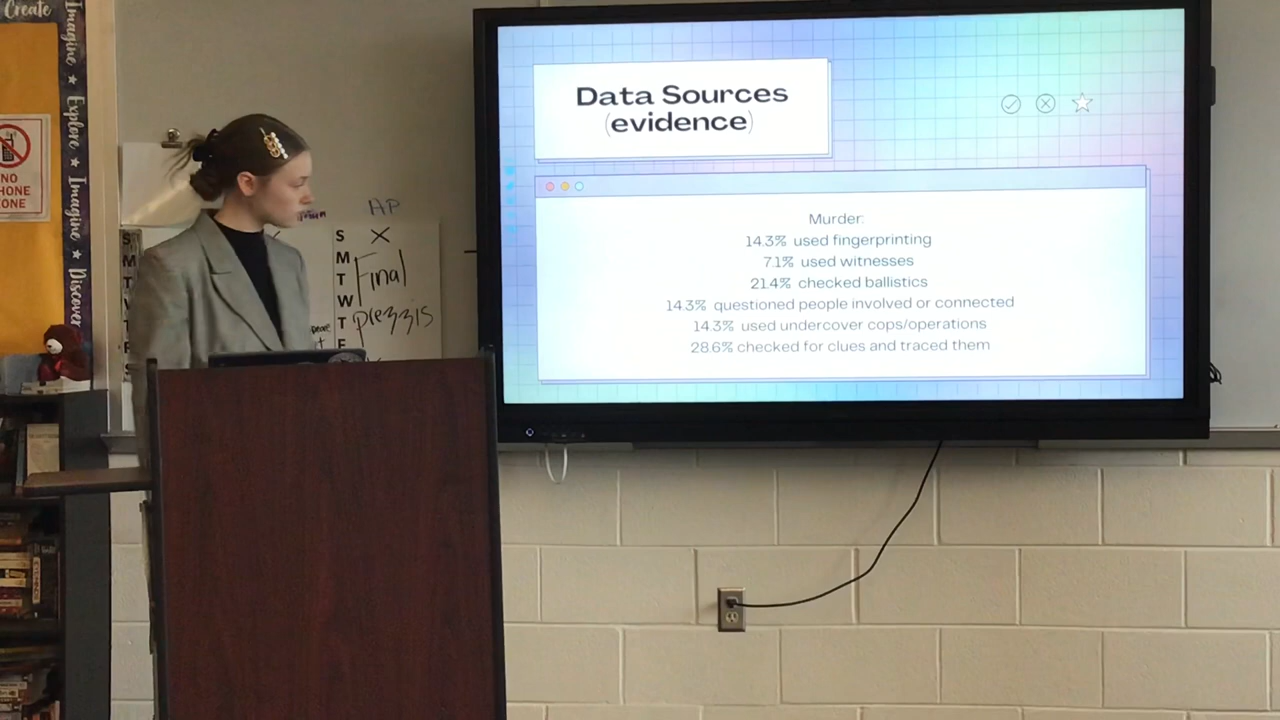 Create
Imagine ★ Explore ★ Imagine ★ Discover
NO
PHONE
ZONE
AP
S
M
T
W
T
F
Final
prezzis
Data Sources
(evidence)
Murder:
14.3% used fingerprinting
7.1% used witnesses
21.4% checked ballistics
14.3% questioned people involved or connected
14.3% used undercover cops/operations
28.6% checked for clues and traced them